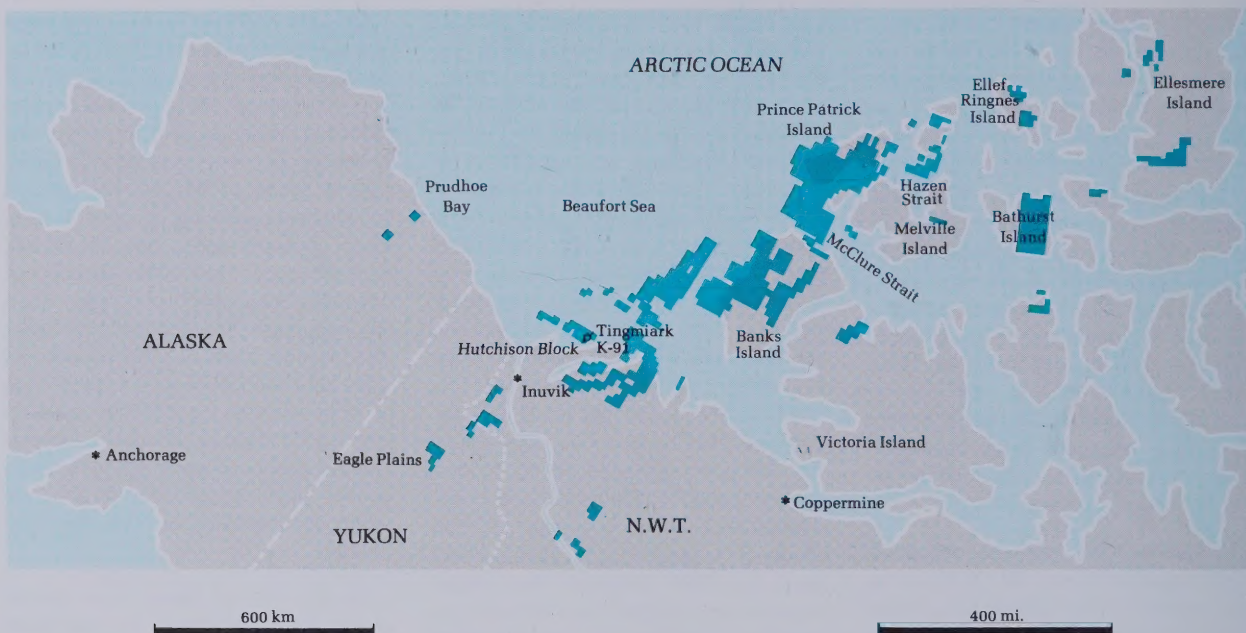 ARCTIC OCEAN
Ellef
Ringnes
Island
Ellesmere
Island
Prince Patrick
Island
Prudhoe
Bay
Beaufort Sea
Hazen
Strait
Melville
Island
Bathurst
Island
McClure Strait
ALASKA
Hutchison Block
Tingmiark
K-91
Banks
Island
* Inuvik
* Anchorage
Eagle Plains
Victoria Island
* Coppermine
YUKON
N.W.T.
600 km
400 mi.